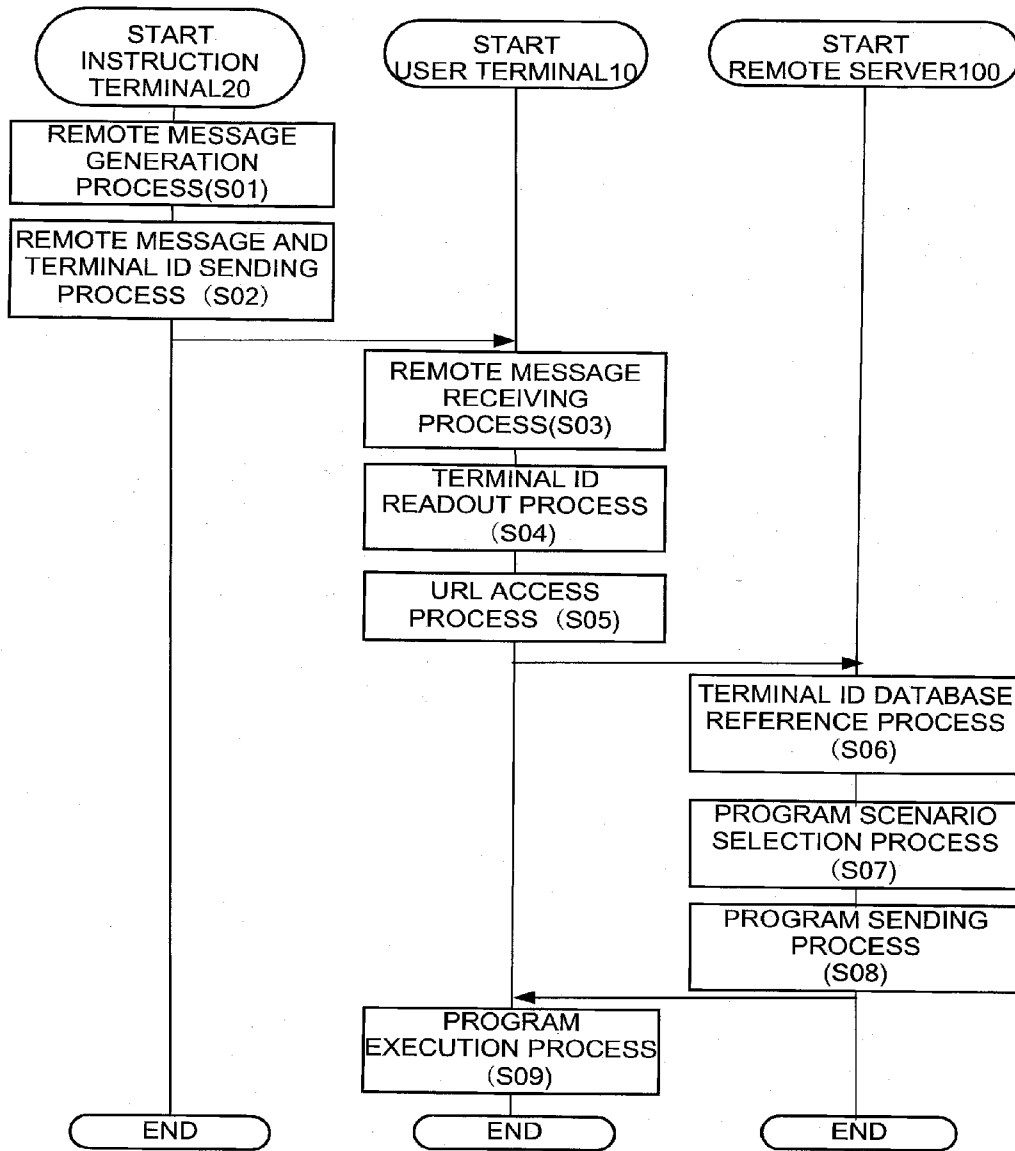 START
INSTRUCTION
TERMINAL20
START
USER TERMINAL10
START
REMOTE SERVER100
REMOTE MESSAGE
GENERATION
PROCESS(S01)
REMOTE MESSAGE AND
TERMINAL ID SENDING
PROCESS (S02)
REMOTE MESSAGE
RECEIVING
PROCESS(S03)
TERMINAL ID
READOUT PROCESS
(S04)
URL ACCESS
PROCESS (S05)
TERMINAL ID DATABASE
REFERENCE PROCESS
(S06)
PROGRAM SCENARIO
SELECTION PROCESS
(S07)
PROGRAM SENDING
PROCESS
(S08)
PROGRAM
EXECUTION PROCESS
(S09)
END
END
END